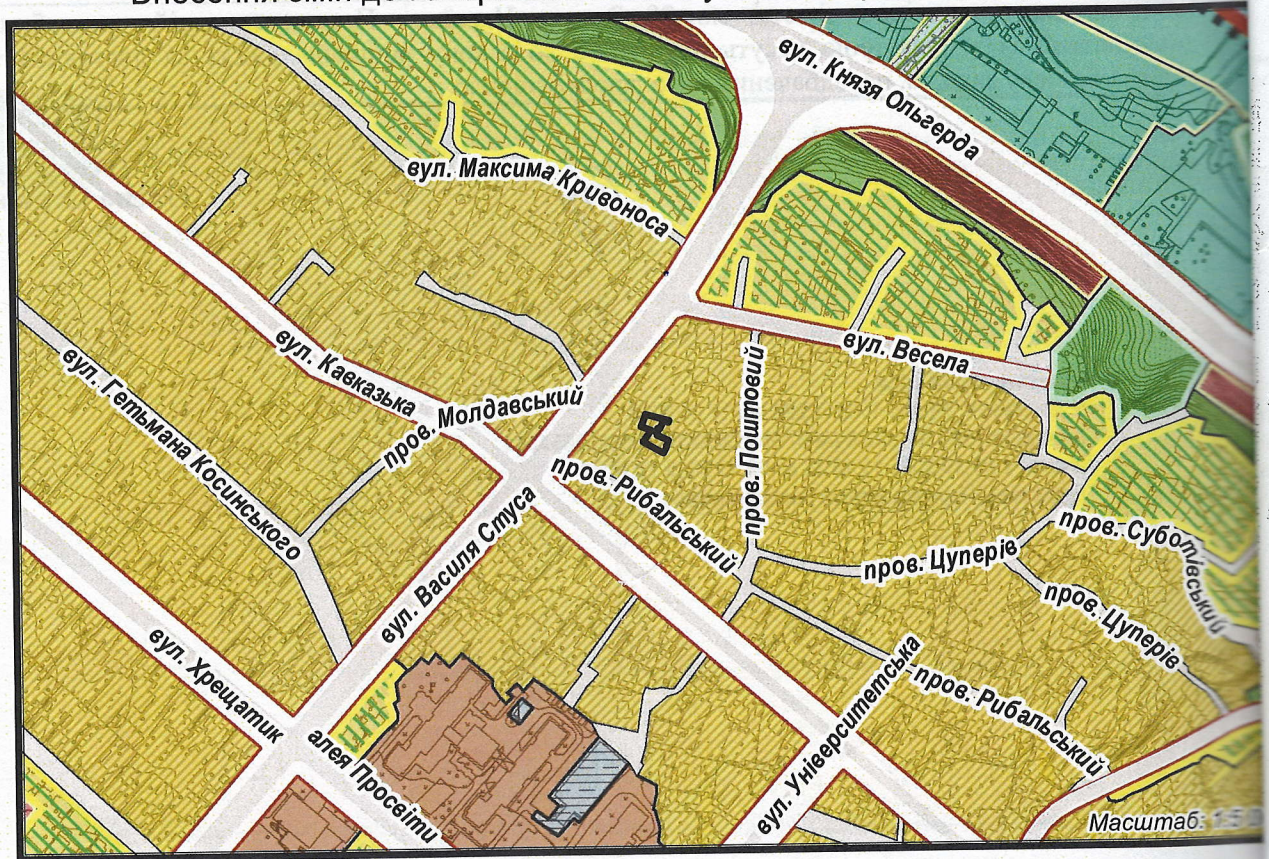 вул. Князя Ольгерда
вул. Максима Кривоноса
вул. Весела
вул. Кавказька
пров. Молдавський
вул. Гетьмана Косинського
пров. Поштовий
пров. Рибальський
вул. Василя Стуса
пров. Цуперів
пров. Суботівський
пров. Цуперів
вул. Хрещатик
алея Просвіти
вул. Університетська
пров. Рибальський
Масштаб: